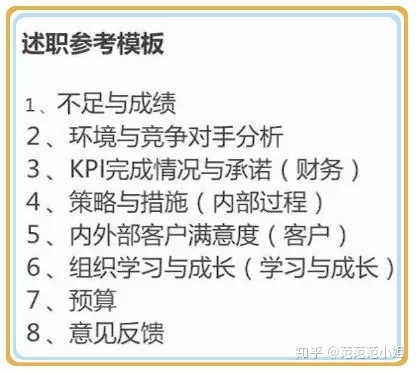 述职参考模板
1、不足与成绩
2、环境与竞争对手分析
3、KPI完成情况与承诺（财务）
4、策略与措施（内部过程）
5、内外部客户满意度（客户）
6、组织学习与成长（学习与成长）
7、预算
8、意见反馈
知乎 @范范范小姐